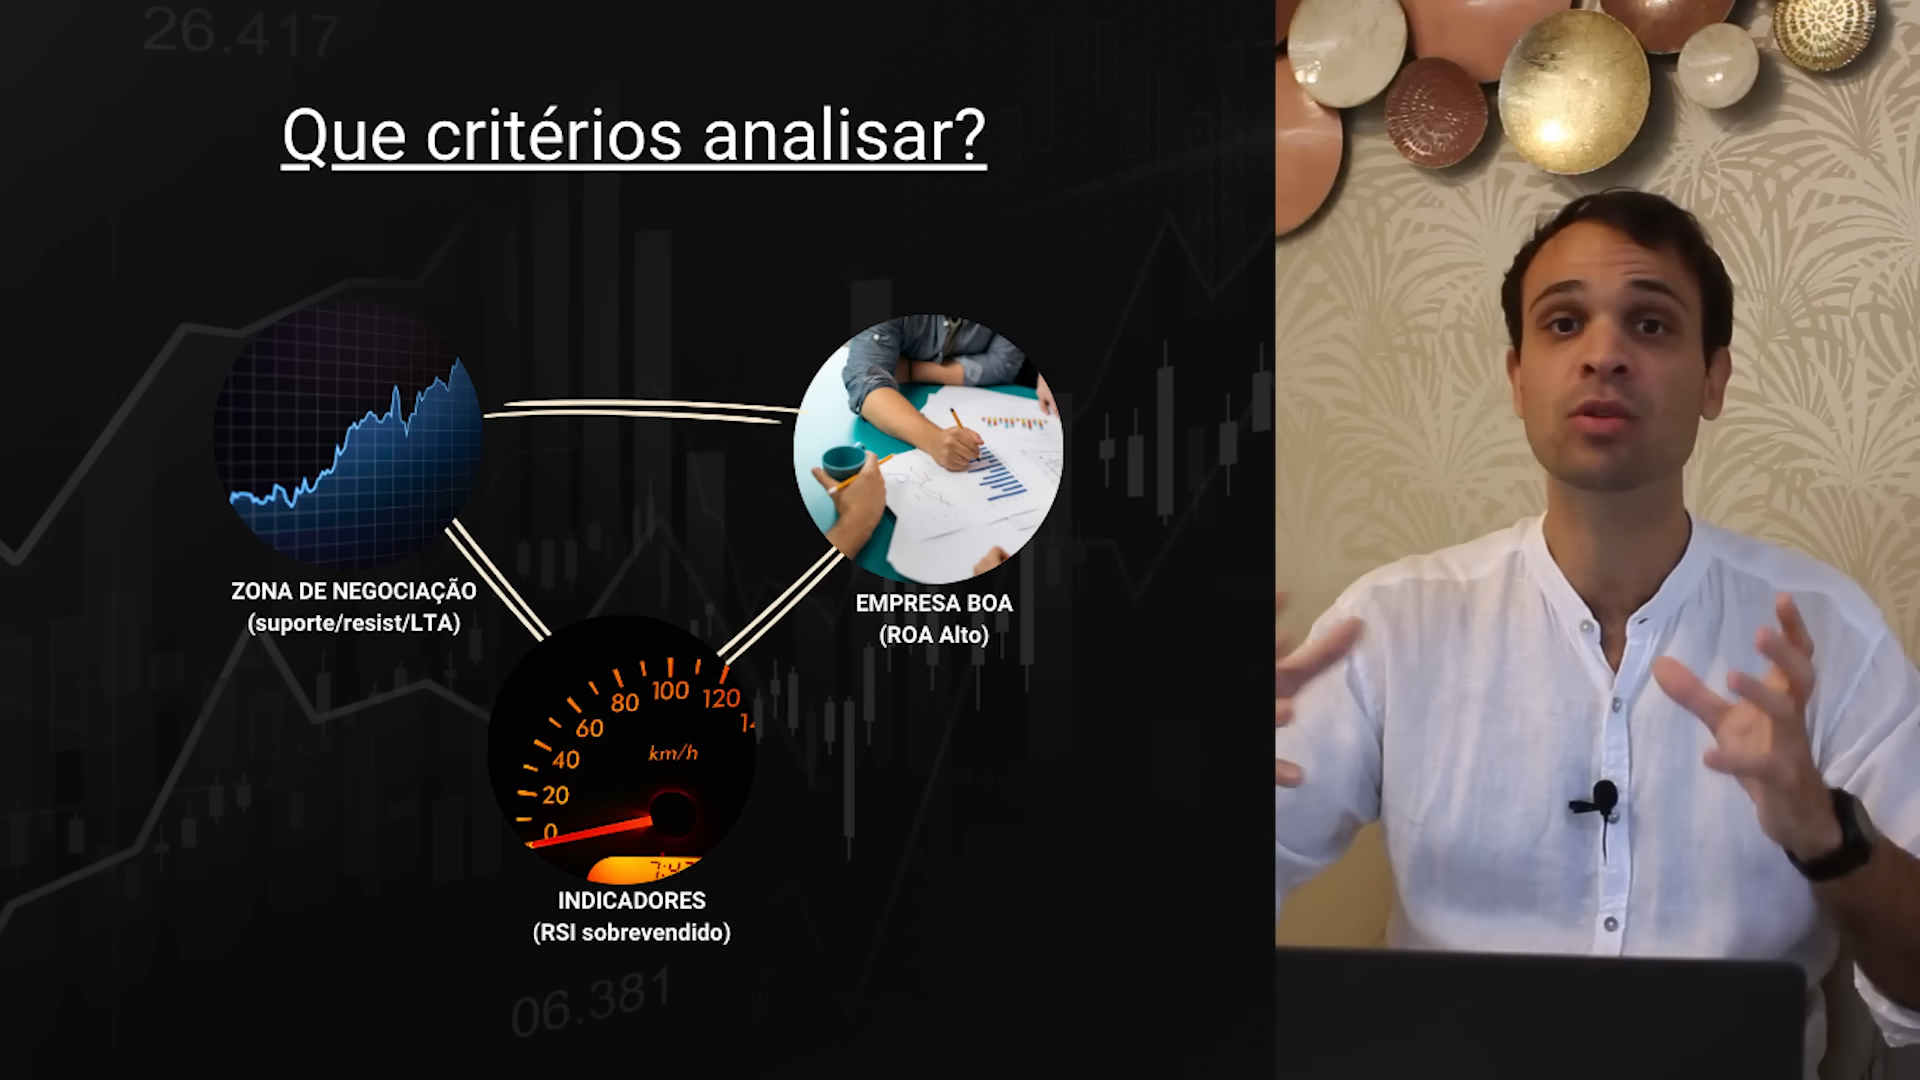 26.417
Que critérios analisar?
ZONA DE NEGOCIAÇÃO
(suporte/resist/LTA)
EMPRESA BOA
(ROA Alto)
0
20
40
60
80
100
120
km/h
INDICADORES
(RSI sobrevendido)
06.381